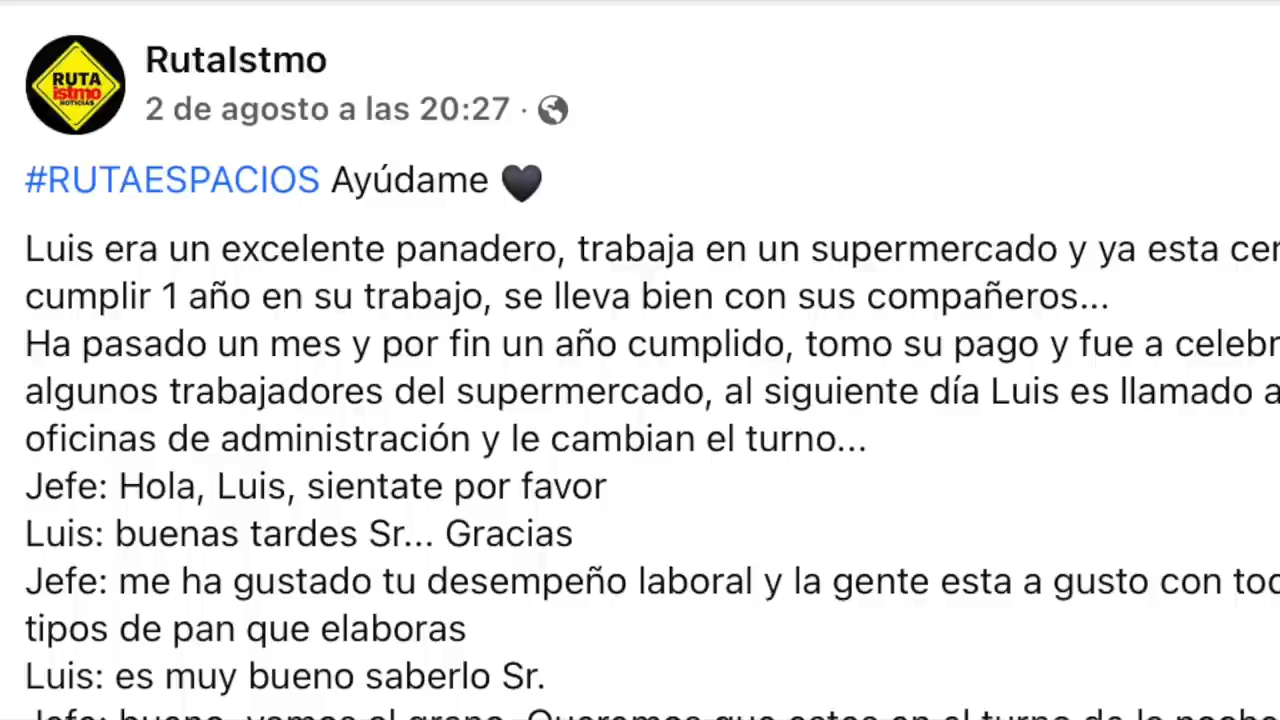 RUTA
istmo
NOTICIAS
RutaIstmo
2 de agosto a las 20:27 ·
#RUTAESPACIOS Ayúdame 🖤
Luis era un excelente panadero, trabaja en un supermercado y ya esta
cumplir 1 año en su trabajo, se lleva bien con sus compañeros...
Ha pasado un mes y por fin un año cumplido, tomo su pago y fue a
algunos trabajadores del supermercado, al siguiente día Luis es llamado a
oficinas de administración y le cambian el turno...
Jefe: Hola, Luis, sientate por favor
Luis: buenas tardes Sr... Gracias
Jefe: me ha gustado tu desempeño laboral y la gente esta a gusto con
tipos de pan que elaboras
Luis: es muy bueno saberlo Sr.